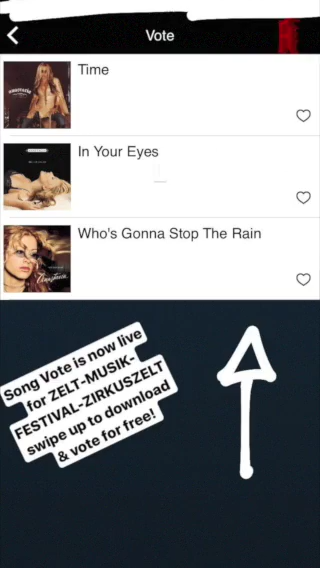 Vote
Time
In Your Eyes
Who's Gonna Stop The Rain
Anastacia
Song Vote is now live
for ZELT-MUSIK-
FESTIVAL-ZIRKUSZELT
swipe up to download
& vote for free!